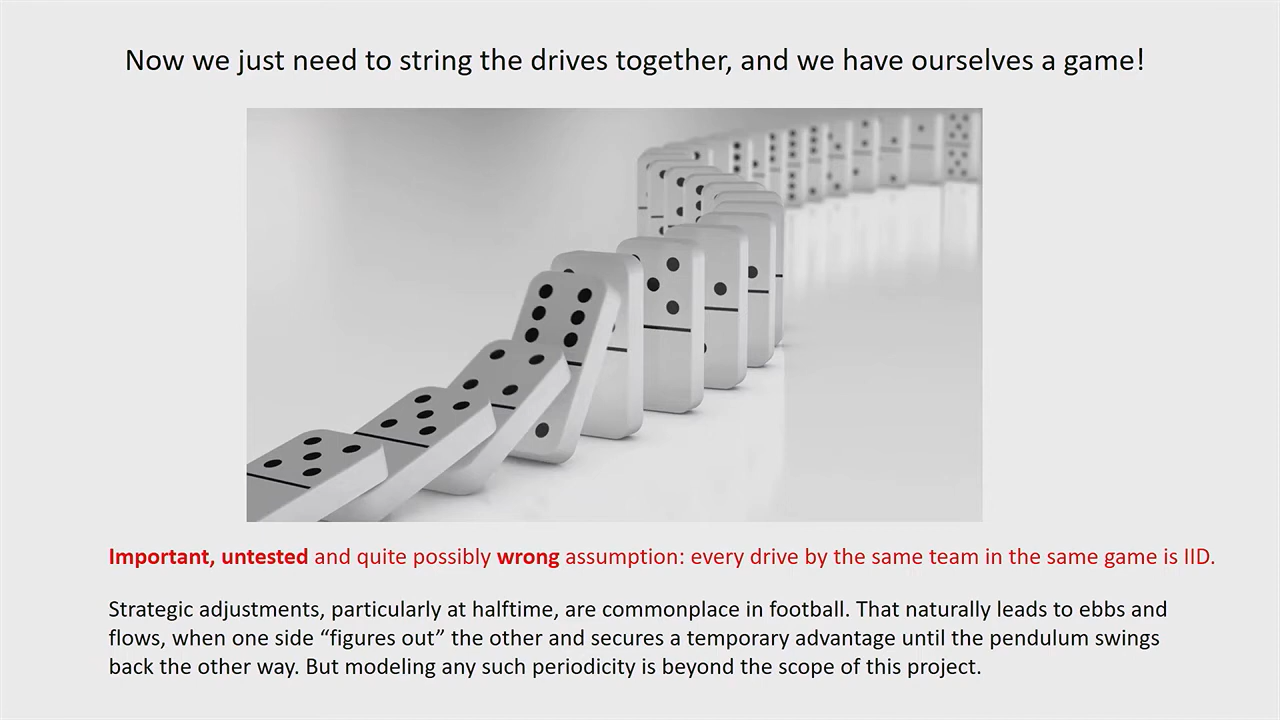 Now we just need to string the drives together, and we have ourselves a game!
Important, untested and quite possibly wrong assumption: every drive by the same team in the same game is IID.
Strategic adjustments, particularly at halftime, are commonplace in football. That naturally leads to ebbs and
flows, when one side “figures out” the other and secures a temporary advantage until the pendulum swings
back the other way. But modeling any such periodicity is beyond the scope of this project.